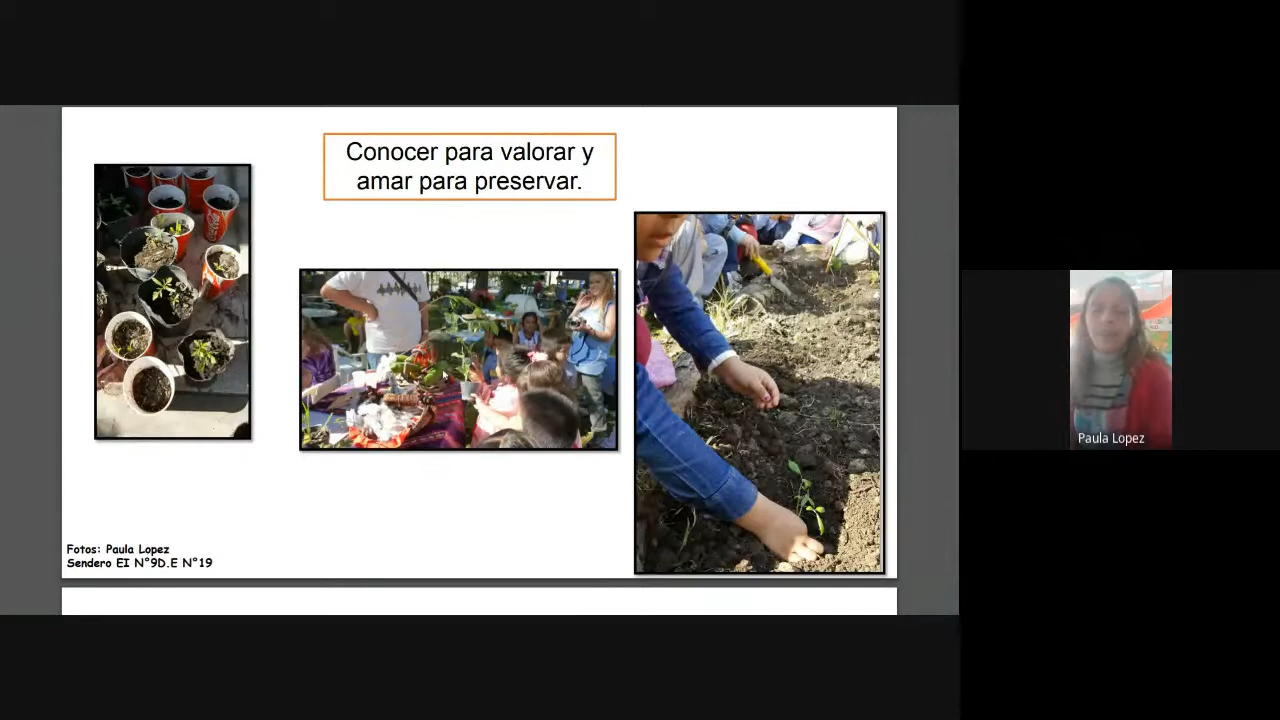 Conocer para valorar y
amar para preservar.
Fotos: Paula Lopez
Sendero EI N°9D.E N°19
Paula Lopez